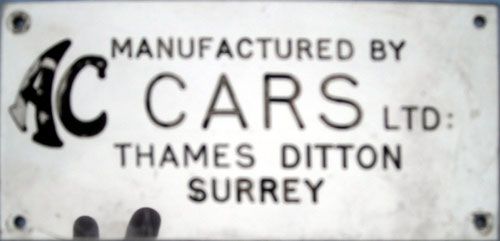 MANUFACTURED BY
AC CARS LTD:
THAMES DITTON
SURREY